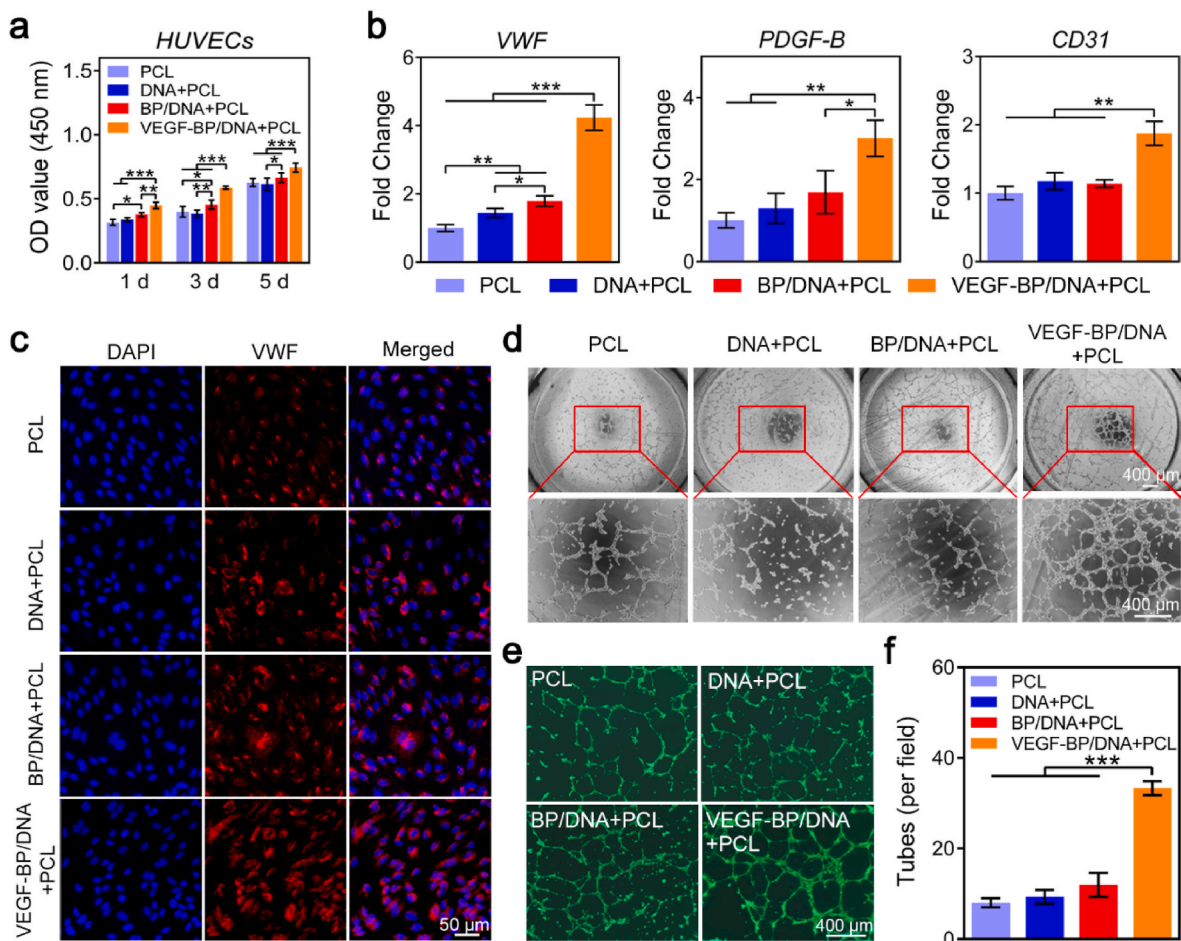 a
HUVECs
OD value (450 nm)
1.5
1.0
0.5
0.0
PCL
DNA+PCL
BP/DNA+PCL
VEGF-BP/DNA+PCL
*
***
**
*
**
***
*
***
1 d 3 d 5 d
b
VWF
Fold Change
6
4
2
0
**
*
***
PDGF-B
Fold Change
4
2
0
**
*
CD31
Fold Change
3
2
1
0
**
PCL DNA+PCL BP/DNA+PCL VEGF-BP/DNA+PCL
c
DAPI VWF Merged
PCL
DNA+PCL
BP/DNA+PCL
VEGF-BP/DNA
+PCL
50 μm
d
PCL DNA+PCL BP/DNA+PCL VEGF-BP/DNA
+PCL
400 μm
400 μm
e
PCL DNA+PCL
BP/DNA+PCL VEGF-BP/DNA
+PCL
400 μm
f
Tubes (per field)
60
40
20
0
PCL
DNA+PCL
BP/DNA+PCL
VEGF-BP/DNA+PCL
***